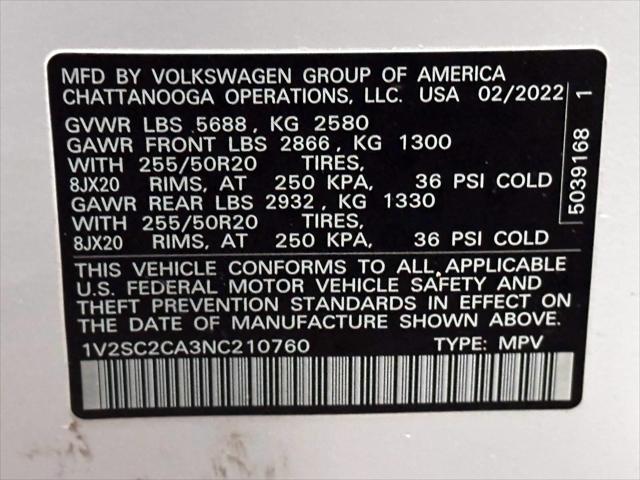 MFD BY VOLKSWAGEN GROUP OF AMERICA
CHATTANOOGA OPERATIONS, LLC. USA 02/2022
GVWR LBS 5688, KG 2580
GAWR FRONT LBS 2866, KG 1300
WITH 255/50R20 TIRES,
8JX20 RIMS, AT 250 KPA, 36 PSI COLD
GAWR REAR LBS 2932, KG 1330
WITH 255/50R20 TIRES,
8JX20 RIMS, AT 250 KPA, 36 PSI COLD
THIS VEHICLE CONFORMS TO ALL APPLICABLE
U.S. FEDERAL MOTOR VEHICLE SAFETY AND
THEFT PREVENTION STANDARDS IN EFFECT ON
THE DATE OF MANUFACTURE SHOWN ABOVE.
1V2SC2CA3NC210760 TYPE: MPV
5039168 1